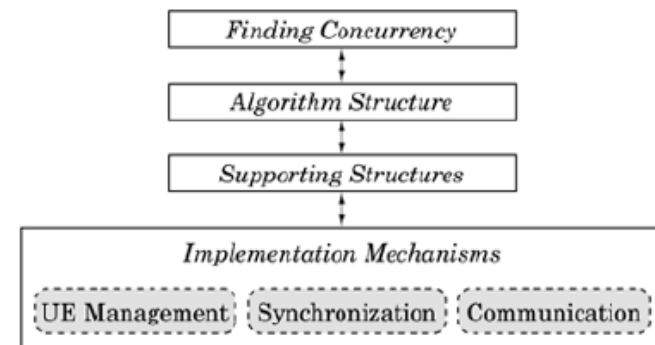 Finding Concurrency
Algorithm Structure
Supporting Structures
Implementation Mechanisms
UE Management Synchronization Communication